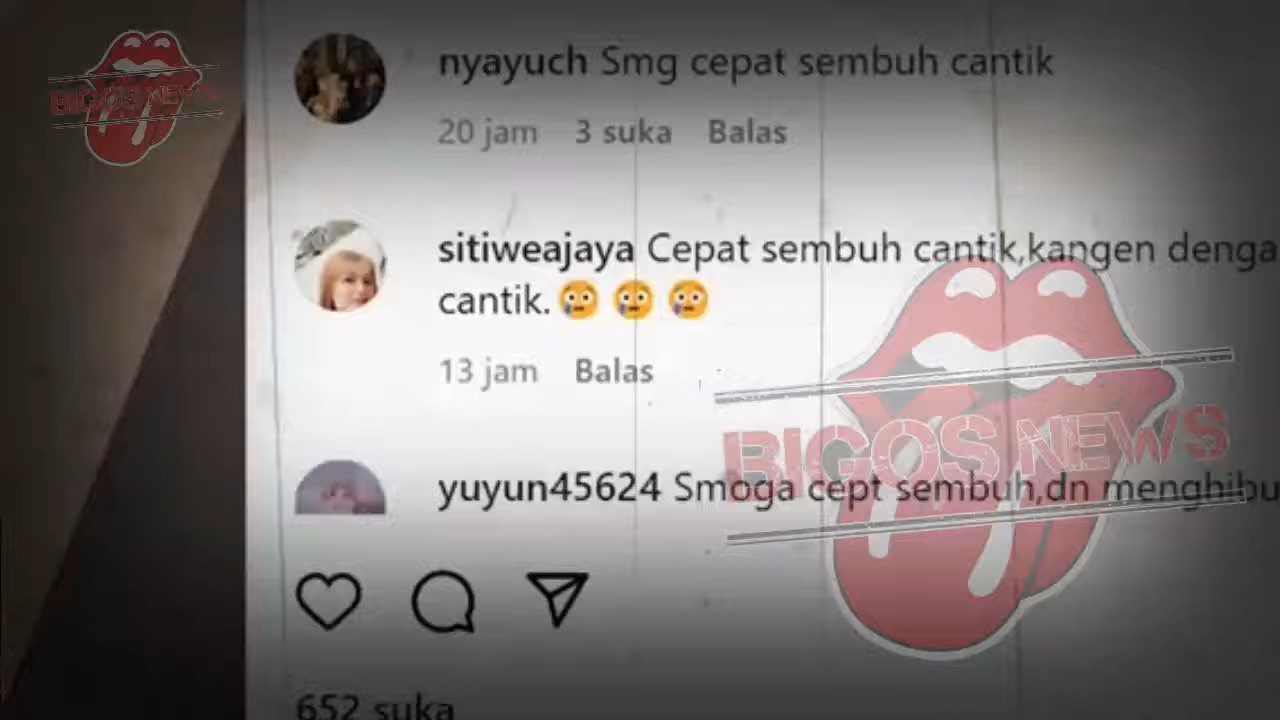 BIGOS NEWS
nyayuch Smg cepat sembuh cantik
20 jam 3 suka Balas
sitiweajaya Cepat sembuh cantik,kangen denga
cantik. 😢 😢 😢
13 jam Balas
BIGOS NEWS
yuyun45624 Smoga cept sembuh,dn menghibu
652 suka